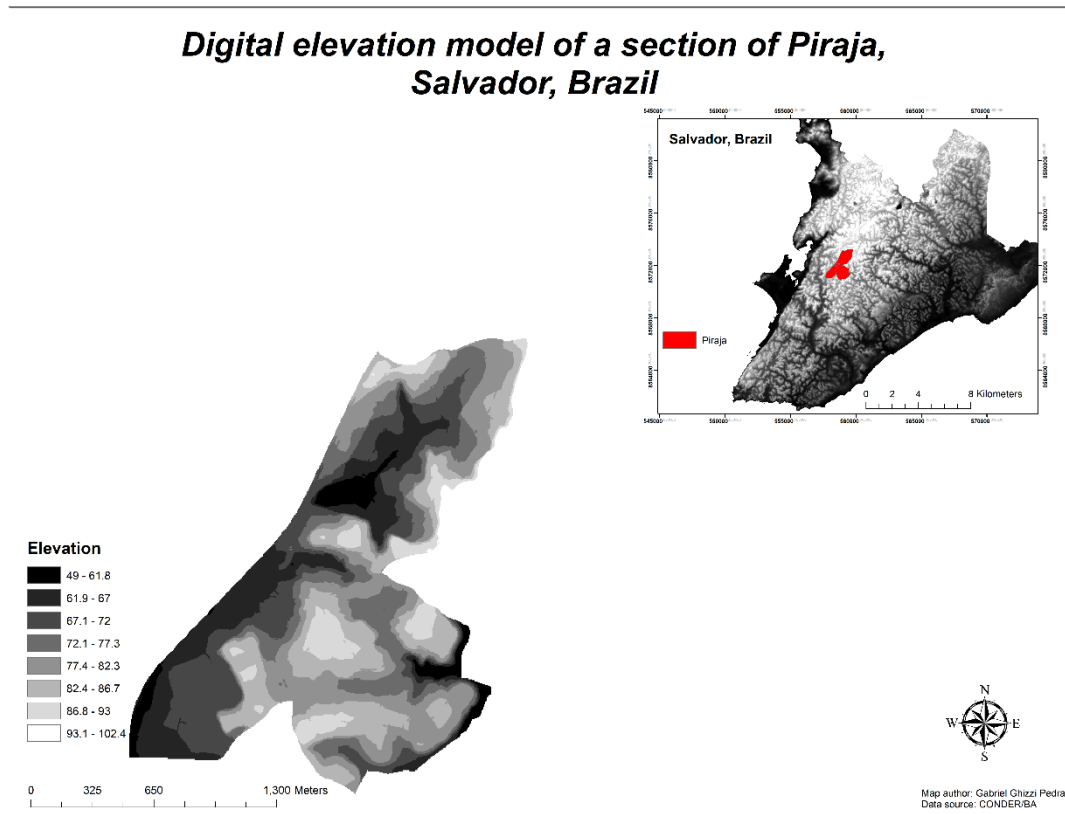 Digital elevation model of a section of Piraja,
Salvador, Brazil
Salvador, Brazil
Piraja
0 2 4 8 Kilometers
Elevation
49 - 61.8
61.9 - 67
67.1 - 72
72.1 - 77.3
77.4 - 82.3
82.4 - 86.7
86.8 - 93
93.1 - 102.4
0 325 650 1,300 Meters
N
W E
S
Map author: Gabriel Ghizzi Pedra
Data source: CONDER/BA